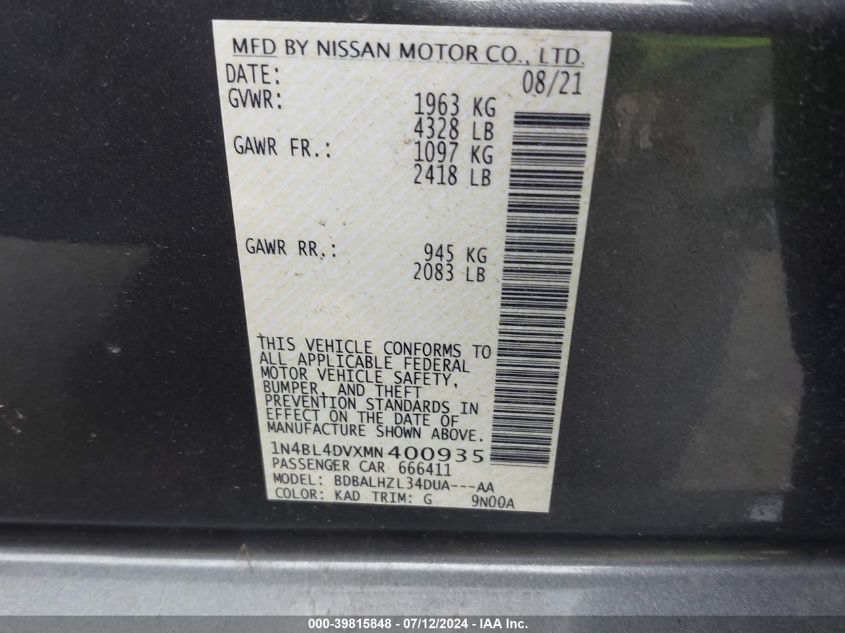 MFD BY NISSAN MOTOR CO., LTD.
DATE: 08/21
GVWR: 1963 KG
4328 LB
GAWR FR.: 1097 KG
2418 LB
GAWR RR.: 945 KG
2083 LB
THIS VEHICLE CONFORMS TO
ALL APPLICABLE FEDERAL
MOTOR VEHICLE SAFETY,
BUMPER, AND THEFT
PREVENTION STANDARDS IN
EFFECT ON THE DATE OF
MANUFACTURE SHOWN ABOVE.
1N4BL4DVXMN400935
PASSENGER CAR 666411
MODEL: BDBALHZL34DUA---AA
COLOR: KAD TRIM: G 9N00A
000-39815848 - 07/12/2024 - IAA Inc.